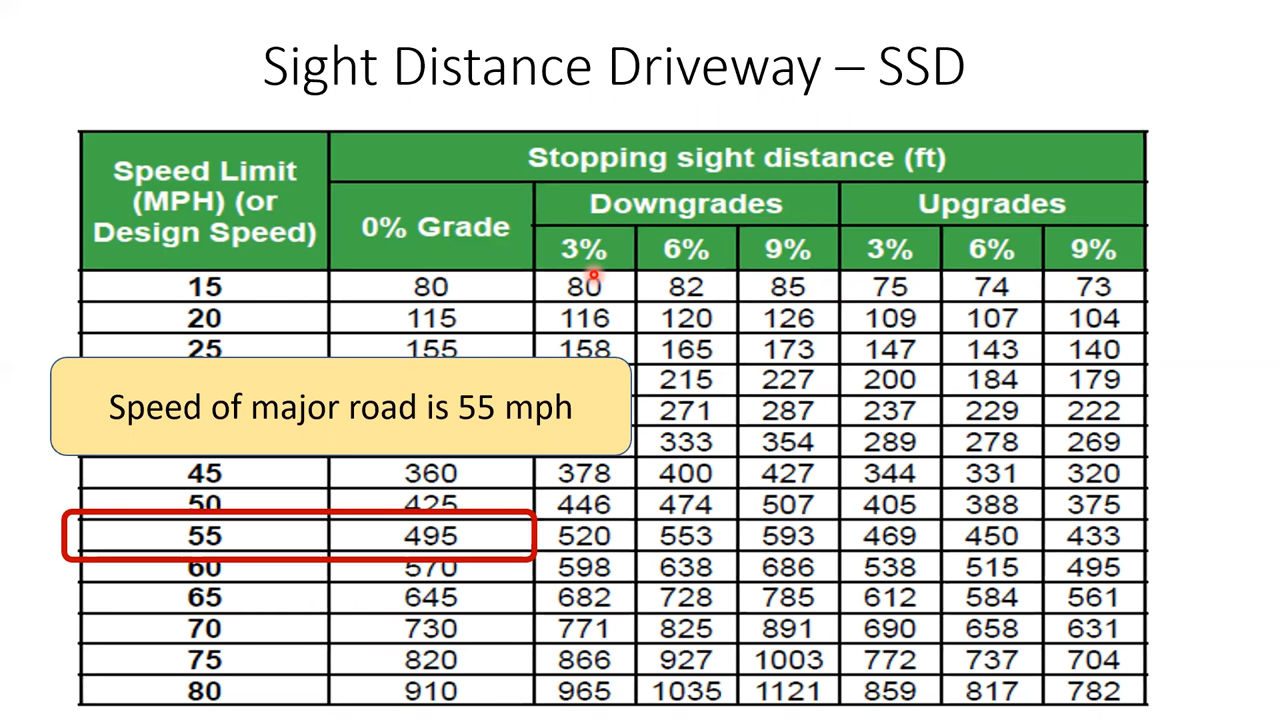 Sight Distance Driveway – SSD
Speed Limit
(MPH) (or
Design Speed)
Stopping sight distance (ft)
0% Grade
Downgrades
Upgrades
3% 6% 9% 3% 6% 9%
15 80 80 82 85 75 74 73
20 115 116 120 126 109 107 104
25 155 158 165 173 147 143 140
215 227 200 184 179
Speed of major road is 55 mph
271 287 237 229 222
333 354 289 278 269
45 360 378 400 427 344 331 320
50 425 446 474 507 405 388 375
55 495 520 553 593 469 450 433
60 570 598 638 686 538 515 495
65 645 682 728 785 612 584 561
70 730 771 825 891 690 658 631
75 820 866 927 1003 772 737 704
80 910 965 1035 1121 859 817 782